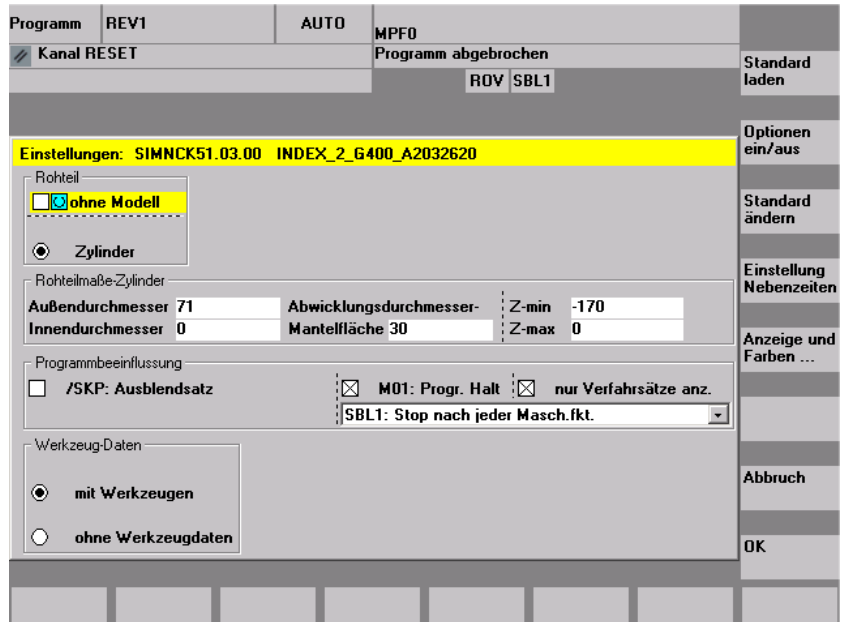 Programm REV1 AUTO MPF0
Kanal RESET Programm abgebrochen
ROV SBL1
Einstellungen: SIMNCK51.03.00 INDEX_2_G400_A2032620
Rohteil
ohne Modell
Zylinder
Rohteilmaße-Zylinder
Außendurchmesser 71 Abwicklungsdurchmesser- Z-min -170
Innendurchmesser 0 Mantelfläche 30 Z-max 0
Programmbeeinflussung
/SKP: Ausblendsatz M01: Progr. Halt nur Verfahrsätze anz.
SBL1: Stop nach jeder Masch.fkt.
Werkzeug-Daten
mit Werkzeugen
ohne Werkzeugdaten
Standard
laden
Optionen
ein/aus
Standard
ändern
Einstellung
Nebenzeiten
Anzeige und
Farben ...
Abbruch
OK